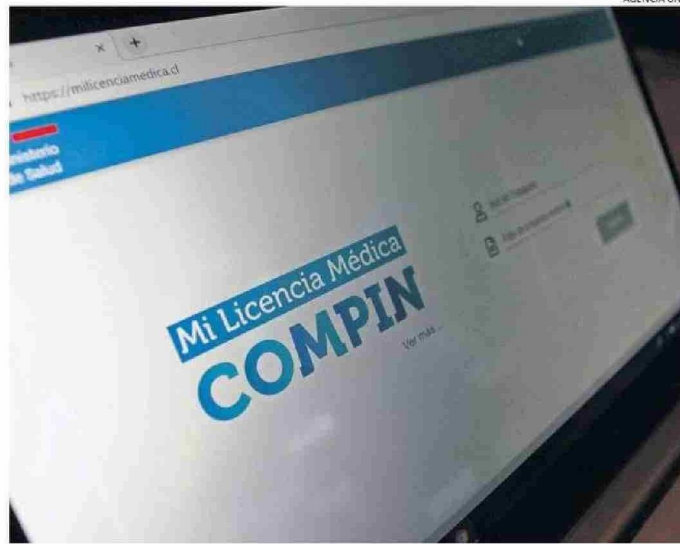 https://milicenciamedica.cl
Ministerio
de Salud
Mi Licencia Médica
COMPIN
Ver más...